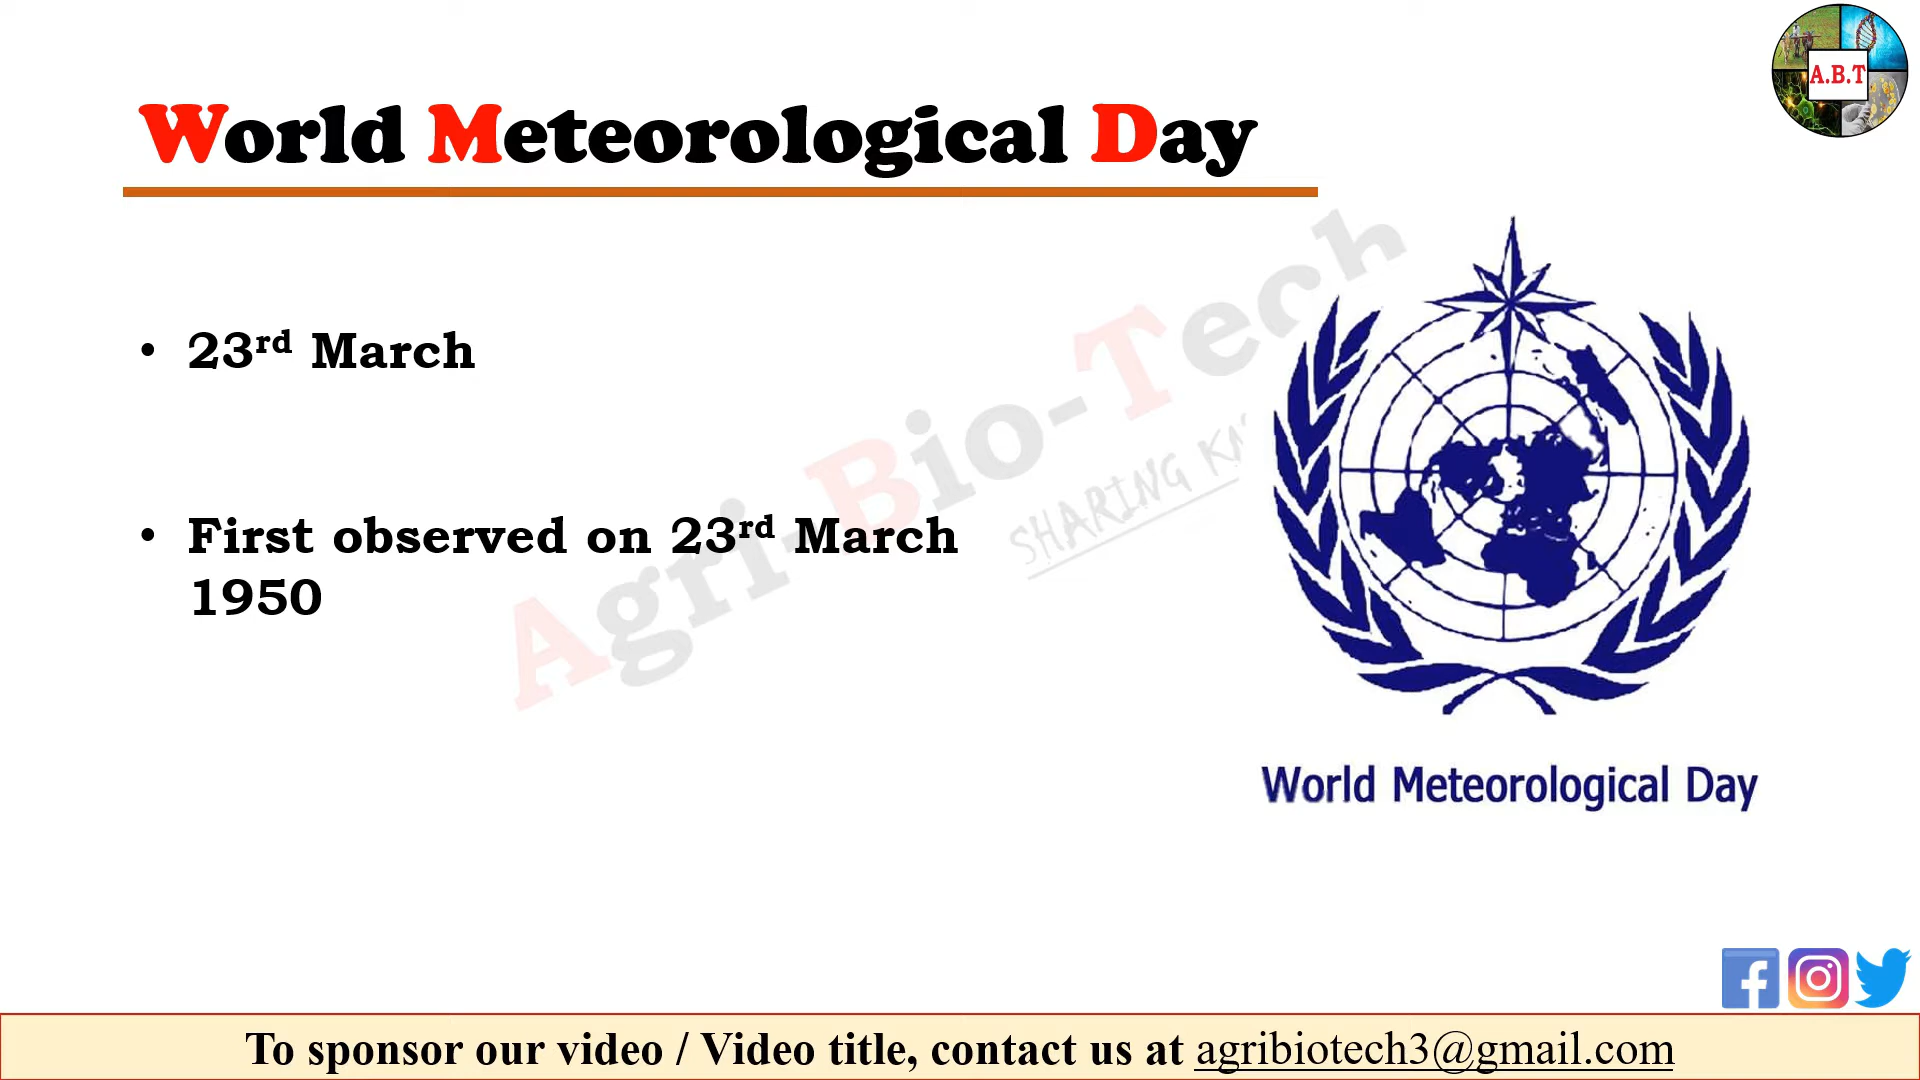 A.B.T
World Meteorological Day
• 23rd March
• First observed on 23rd March
1950
Agri-Bio-Tech
SHARING
World Meteorological Day
To sponsor our video / Video title, contact us at agribiotech3@gmail.com